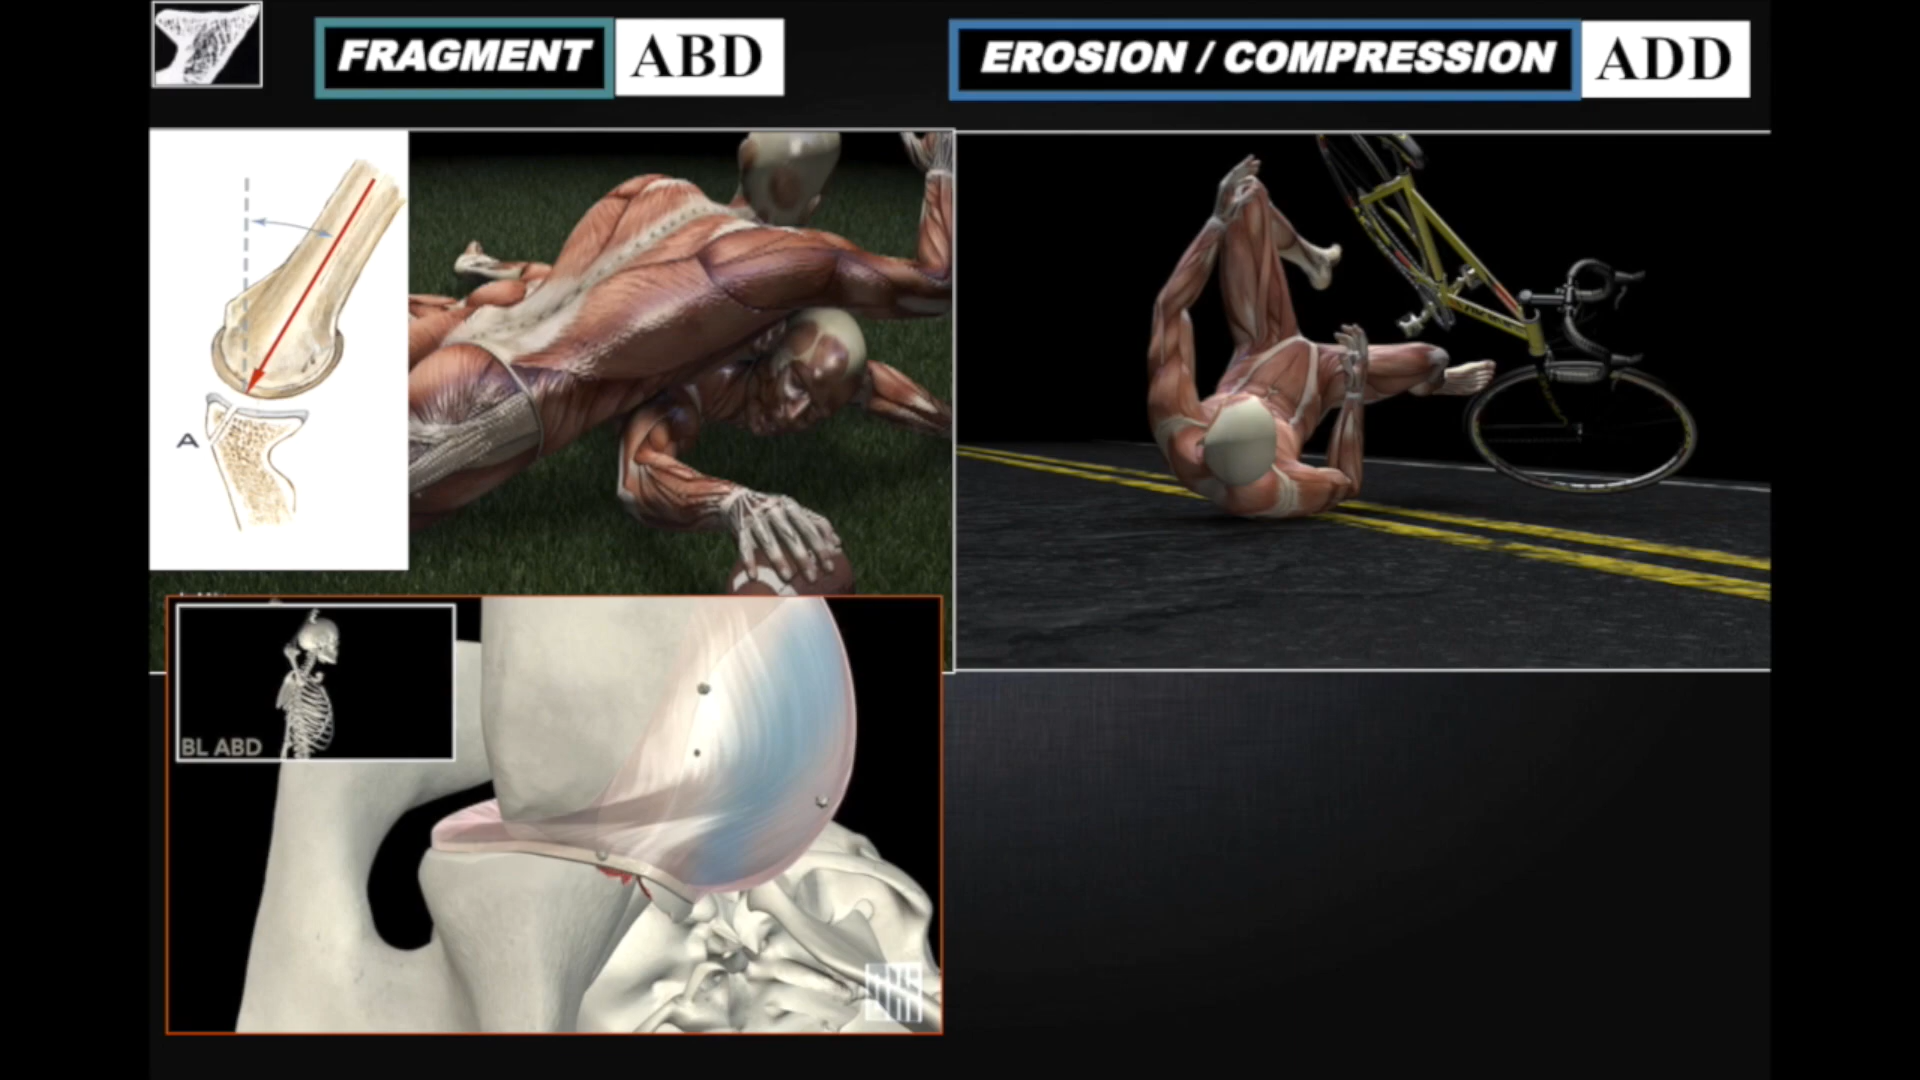 FRAGMENT ABD
EROSION / COMPRESSION ADD
A
BL ABD